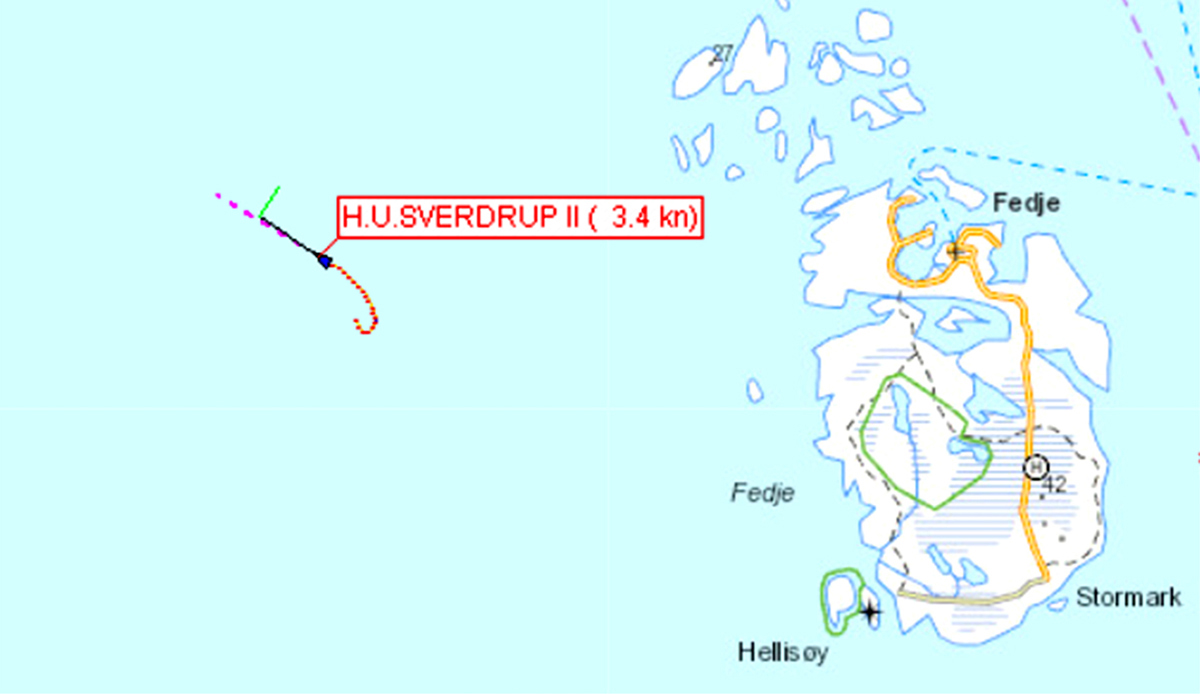 27
Fedje
H.U.SVERDRUP II (  3.4 kn)
H
42
Fedje
Stormark
Hellisøy